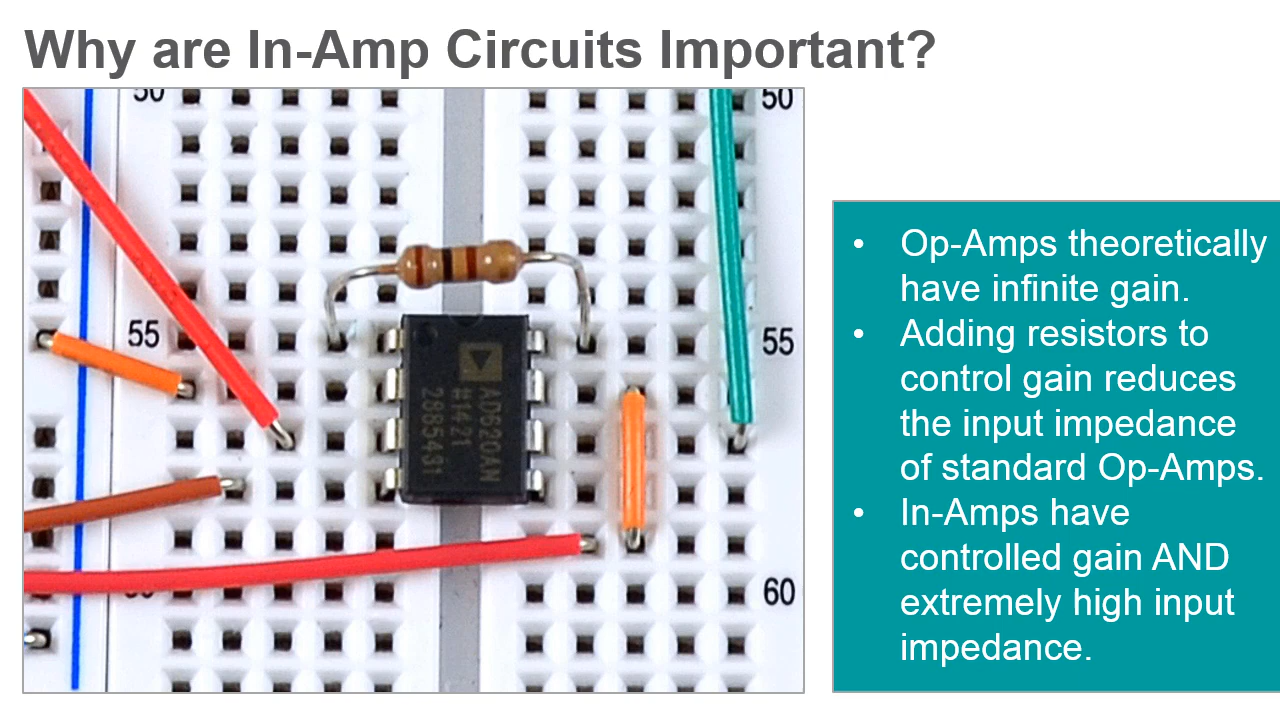 Why are In-Amp Circuits Important?
50
50
55
55
60
AD620AN
#1421
2885431
• Op-Amps theoretically
have infinite gain.
• Adding resistors to
control gain reduces
the input impedance
of standard Op-Amps.
• In-Amps have
controlled gain AND
extremely high input
impedance.